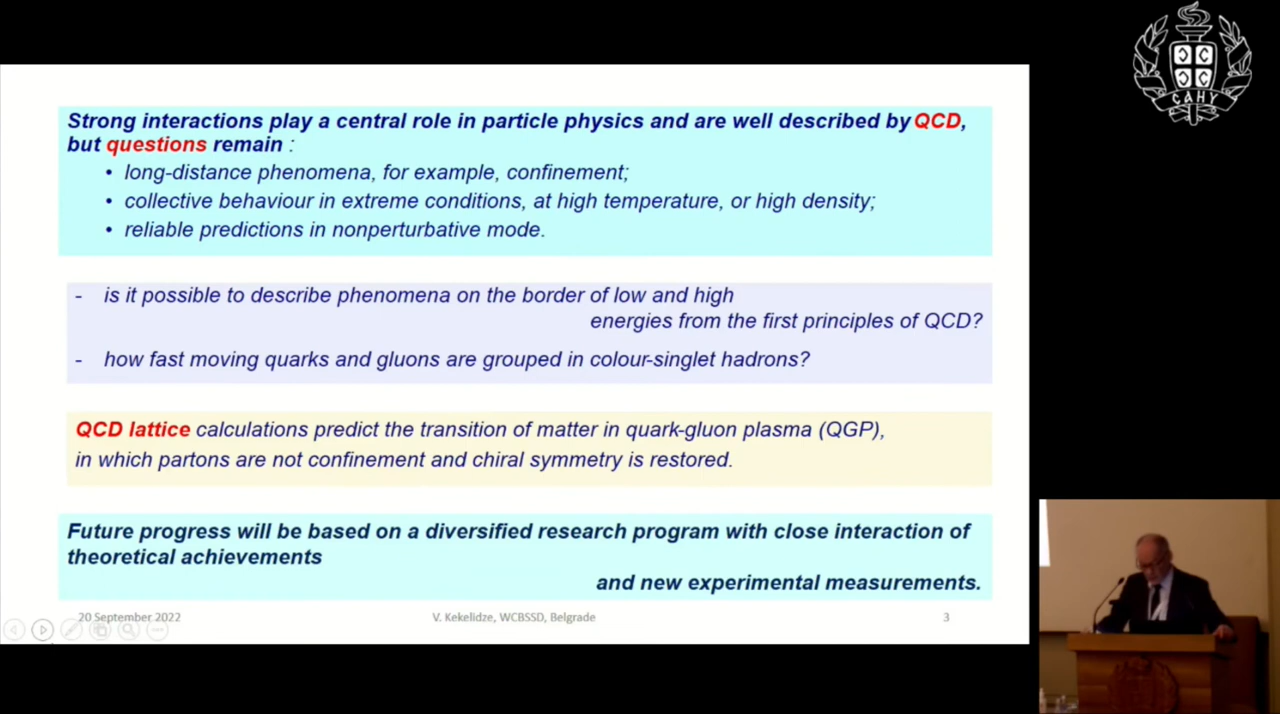 Strong interactions play a central role in particle physics and are well described by QCD,
but questions remain :
• long-distance phenomena, for example, confinement;
• collective behaviour in extreme conditions, at high temperature, or high density;
• reliable predictions in nonperturbative mode.
- is it possible to describe phenomena on the border of low and high
energies from the first principles of QCD?
- how fast moving quarks and gluons are grouped in colour-singlet hadrons?
QCD lattice calculations predict the transition of matter in quark-gluon plasma (QGP),
in which partons are not confinement and chiral symmetry is restored.
Future progress will be based on a diversified research program with close interaction of
theoretical achievements
and new experimental measurements.
20 September 2022
V. Kekelidze, WCBSSD, Belgrade
3
САНУ